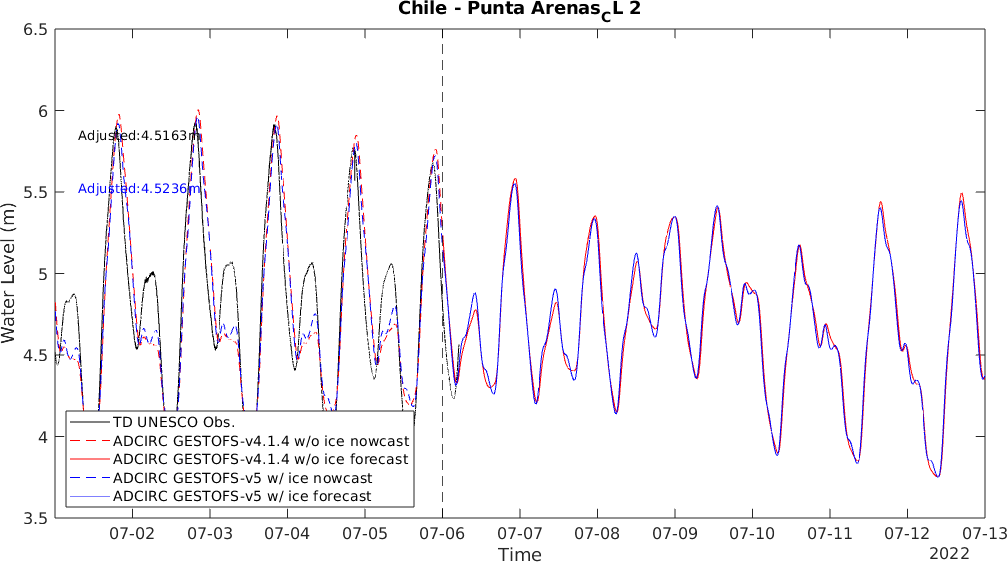 Chile - Punta Arenas_CL 2
Water Level (m)
6.5
6
5.5
5
4.5
4
3.5
Adjusted:4.5163m
Adjusted:4.5236m
TD UNESCO Obs.
ADCIRC GESTOFS-v4.1.4 w/o ice nowcast
ADCIRC GESTOFS-v4.1.4 w/o ice forecast
ADCIRC GESTOFS-v5 w/ ice nowcast
ADCIRC GESTOFS-v5 w/ ice forecast
07-02 07-03 07-04 07-05 07-06 07-07 07-08 07-09 07-10 07-11 07-12 07-13
2022
Time